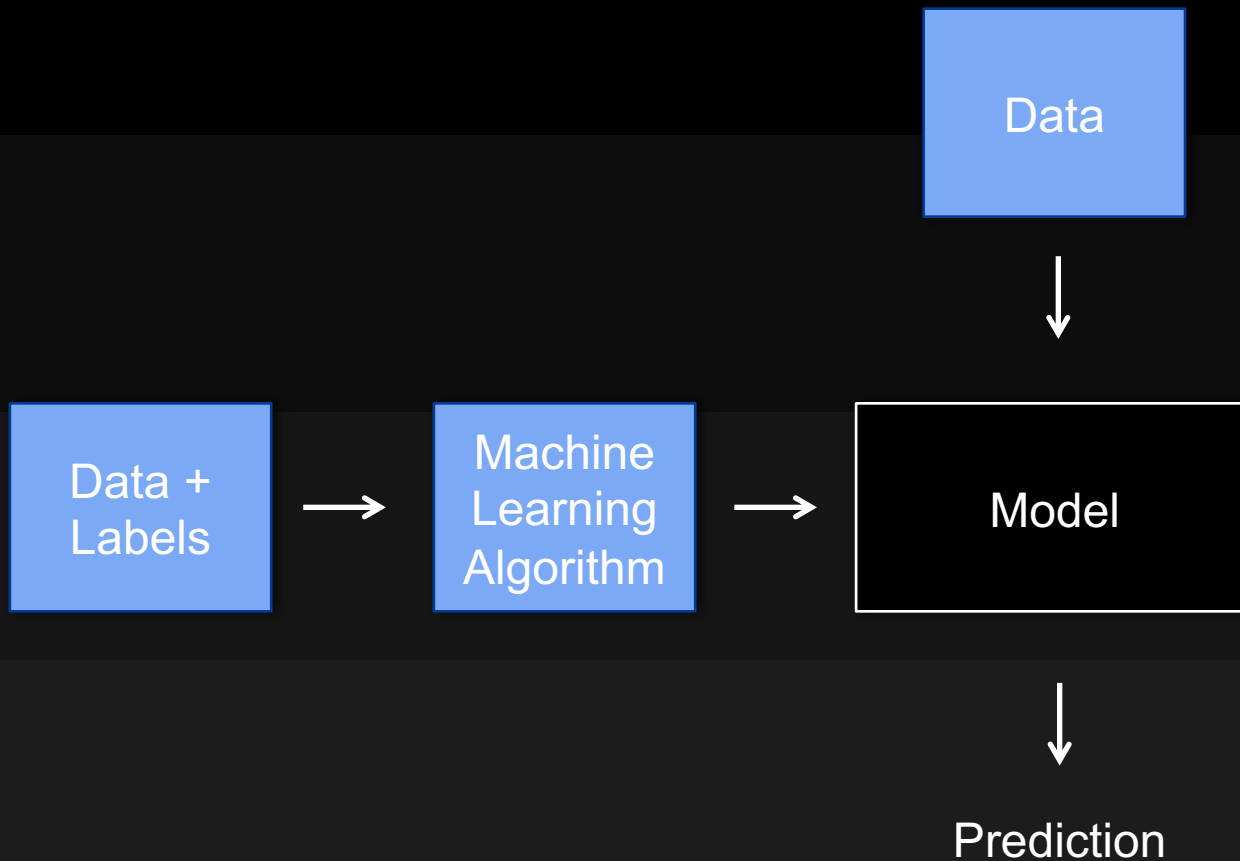 Data
Data +
Labels
Machine
Learning
Algorithm
Model
Prediction